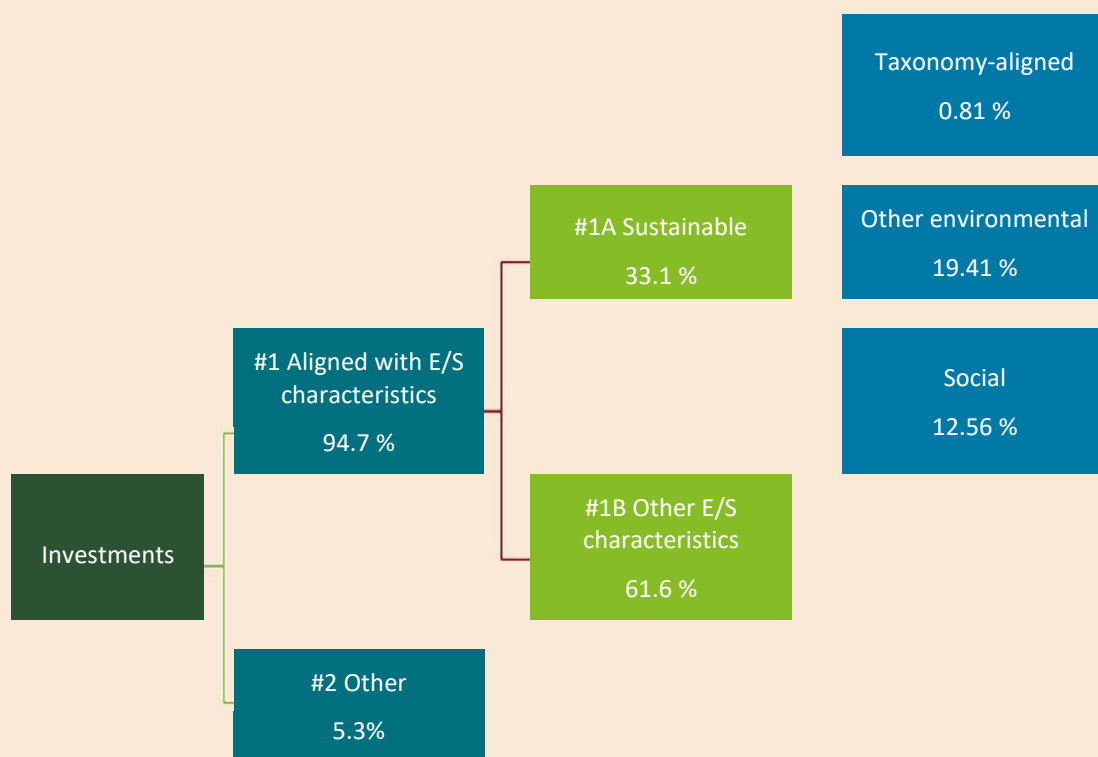 Taxonomy-aligned
0.81 %
#1A Sustainable
33.1 %
Other environmental
19.41 %
#1 Aligned with E/S
characteristics
94.7 %
Social
12.56 %
Investments
#1B Other E/S
characteristics
61.6 %
#2 Other
5.3%